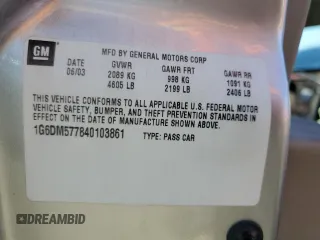 GM
MFD BY GENERAL MOTORS CORP
DATE GVWR GAWR FRT GAWR RR
06/03 2089 KG 998 KG 1091 KG
4605 LB 2199 LB 2406 LB
THIS VEHICLE CONFORMS TO ALL APPLICABLE U.S. FEDERAL MOTOR
VEHICLE SAFETY, BUMPER, AND THEFT PREVENTION STANDARDS IN
EFFECT ON THE DATE OF MANUFACTURE SHOWN ABOVE.
1G6DM577840103861 TYPE: PASS CAR
DREAMBID